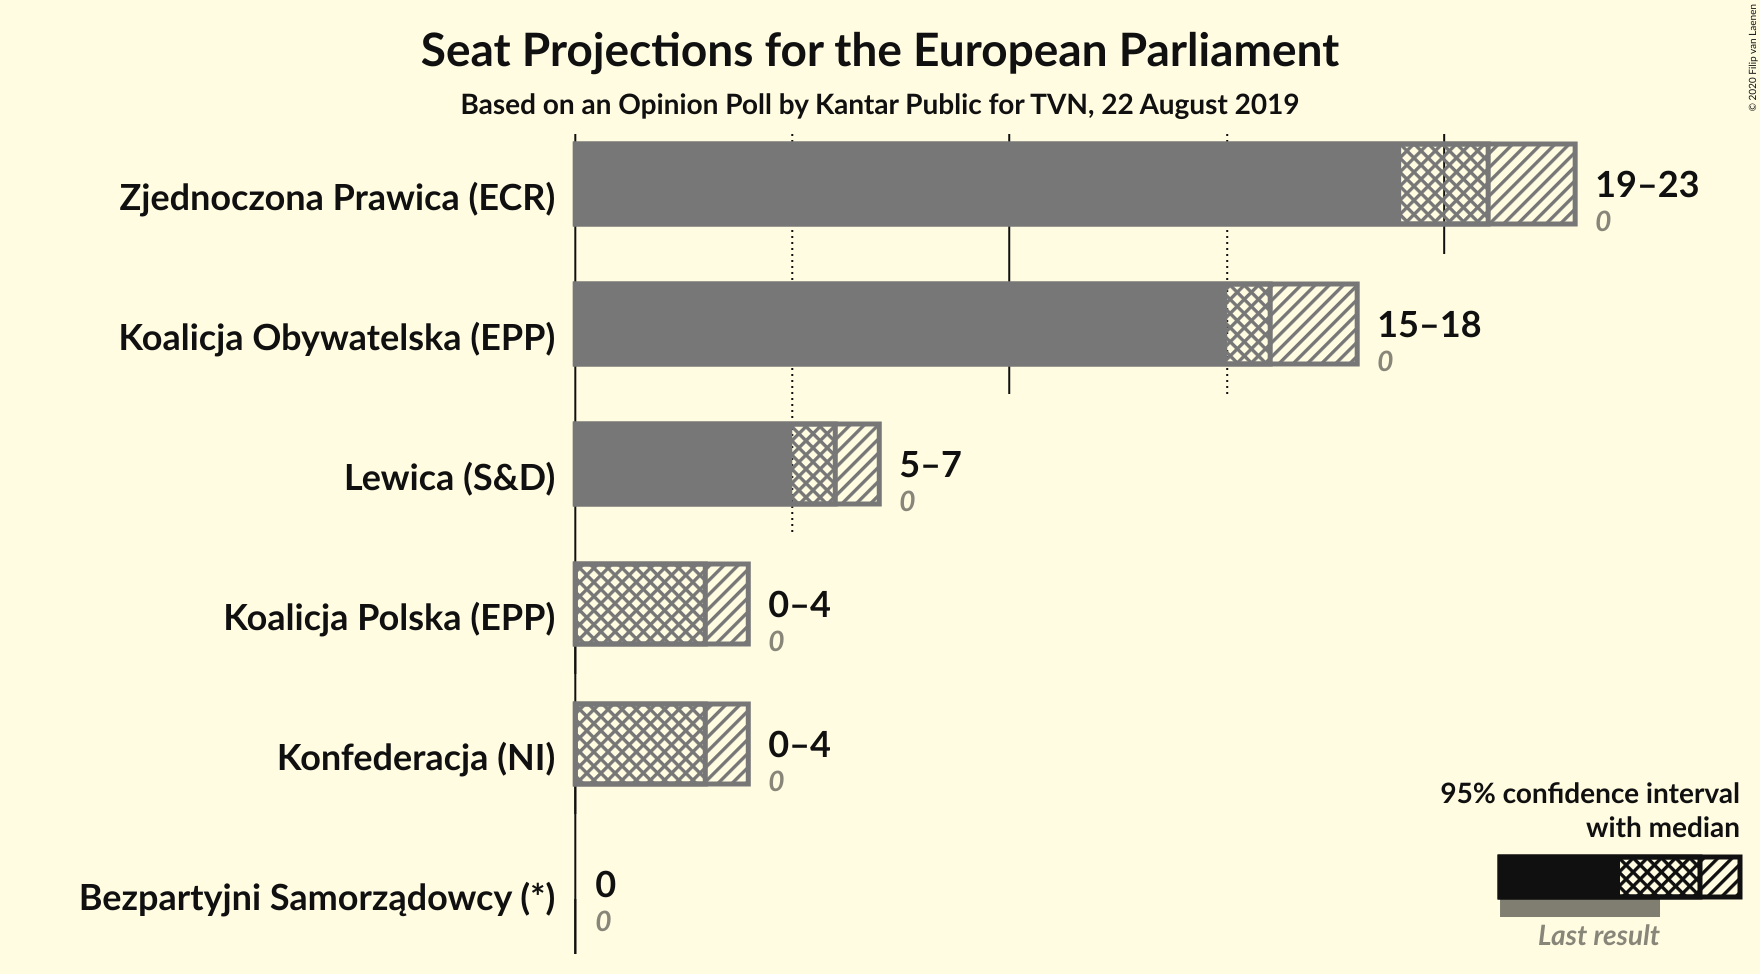 Seat Projections for the European Parliament
Based on an Opinion Poll by Kantar Public for TVN, 22 August 2019
© 2020 Filip van Laenen
Zjednoczona Prawica (ECR)
19–23
0
Koalicja Obywatelska (EPP)
15–18
0
Lewica (S&D)
5–7
0
Koalicja Polska (EPP)
0–4
0
Konfederacja (NI)
0–4
0
Bezpartyjni Samorządowcy (*)
0
0
95% confidence interval
with median
Last result